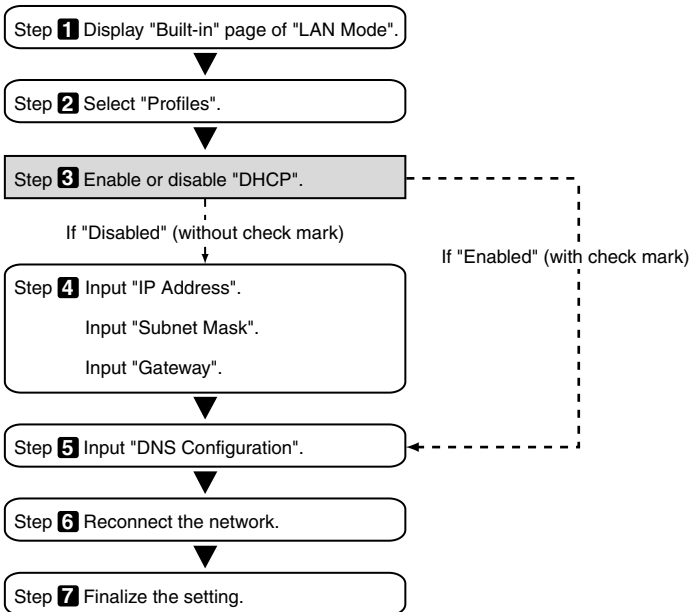 Step 1 Display "Built-in" page of "LAN Mode".
Step 2 Select "Profiles".
Step 3 Enable or disable "DHCP".
If "Disabled" (without check mark)
If "Enabled" (with check mark)
Step 4 Input "IP Address".
Input "Subnet Mask".
Input "Gateway".
Step 5 Input "DNS Configuration".
Step 6 Reconnect the network.
Step 7 Finalize the setting.